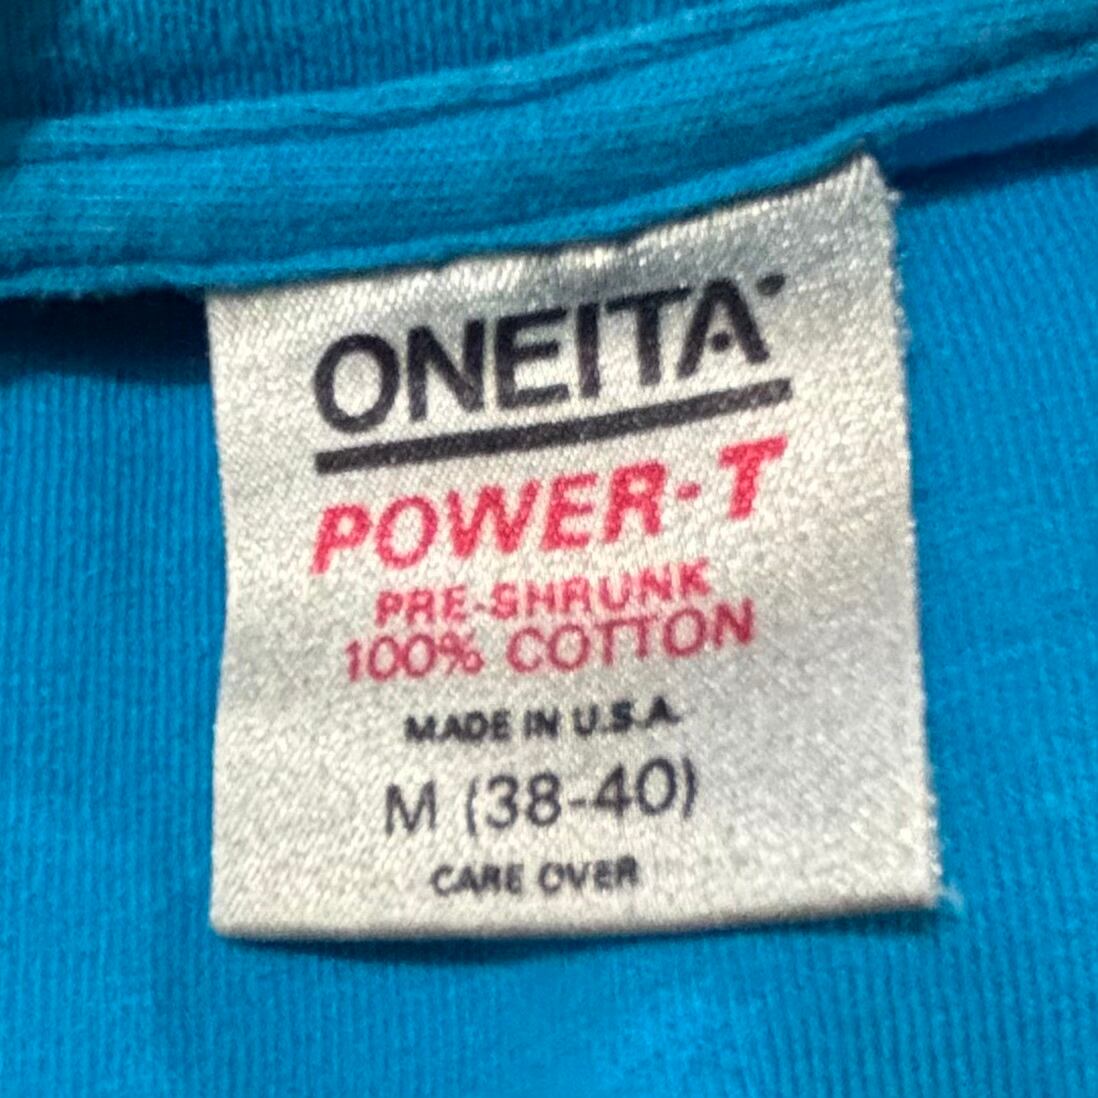 ONEITA
POWER-T
PRE-SHRUNK
100% COTTON
MADE IN U.S.A.
M (38-40)
CARE OVER